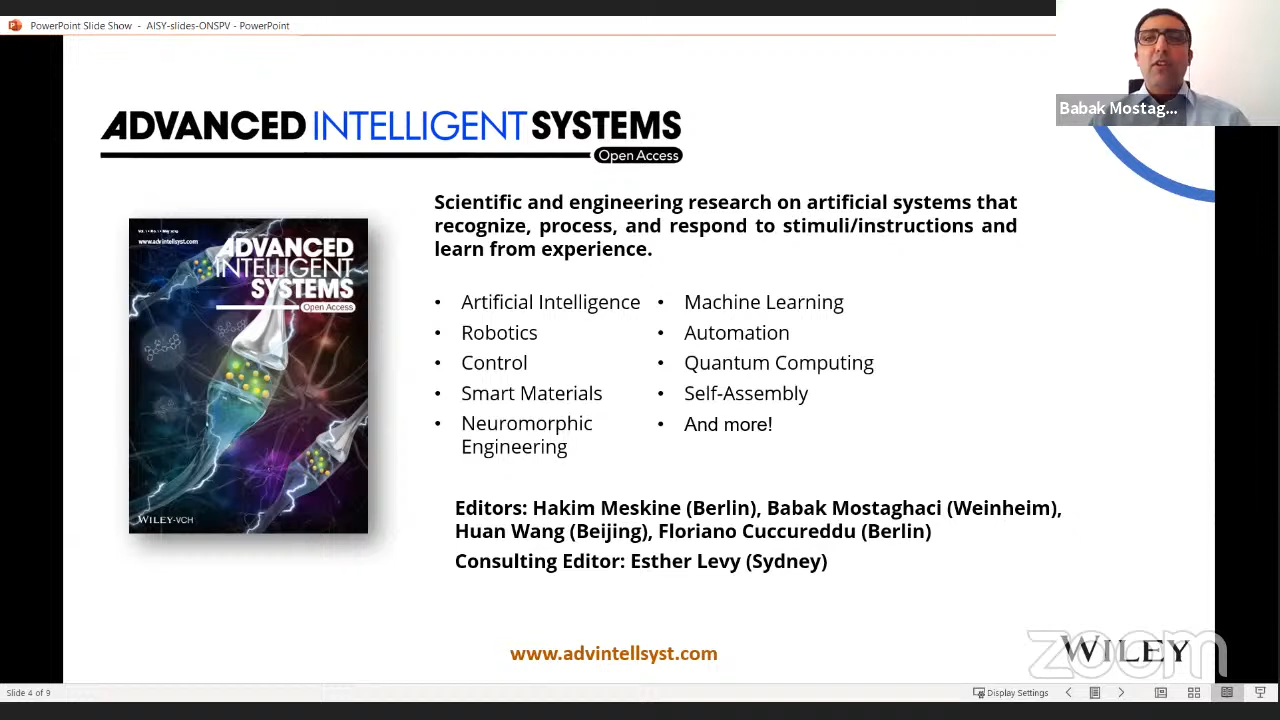 PowerPoint Slide Show - AISY-slides-ONSPV - PowerPoint
Babak Mostag...
ADVANCED INTELLIGENT SYSTEMS
Open Access
Scientific and engineering research on artificial systems that
recognize, process, and respond to stimuli/instructions and
learn from experience.
www.advintellsyst.com
ADVANCED
INTELLIGENT
SYSTEMS
Open Access
WILEY-VCH
• Artificial Intelligence
• Robotics
• Control
• Smart Materials
• Neuromorphic
Engineering
• Machine Learning
• Automation
• Quantum Computing
• Self-Assembly
• And more!
Editors: Hakim Meskine (Berlin), Babak Mostaghaci (Weinheim),
Huan Wang (Beijing), Floriano Cuccureddu (Berlin)
Consulting Editor: Esther Levy (Sydney)
www.advintellsyst.com
WILEY
zoom
Slide 4 of 9
Display Settings